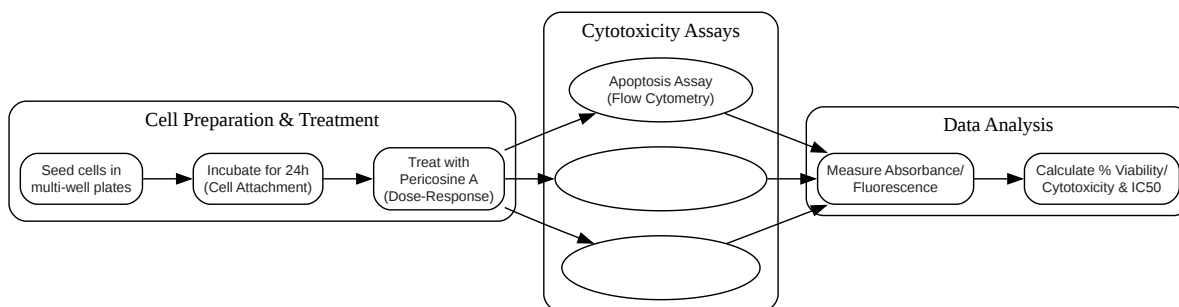 Cell Preparation & Treatment
Seed cells in
multi-well plates
Incubate for 24h
(Cell Attachment)
Treat with
Pericosine A
(Dose-Response)
Cytotoxicity Assays
Apoptosis Assay
(Flow Cytometry)
Data Analysis
Measure Absorbance/
Fluorescence
Calculate % Viability/
Cytotoxicity & IC50